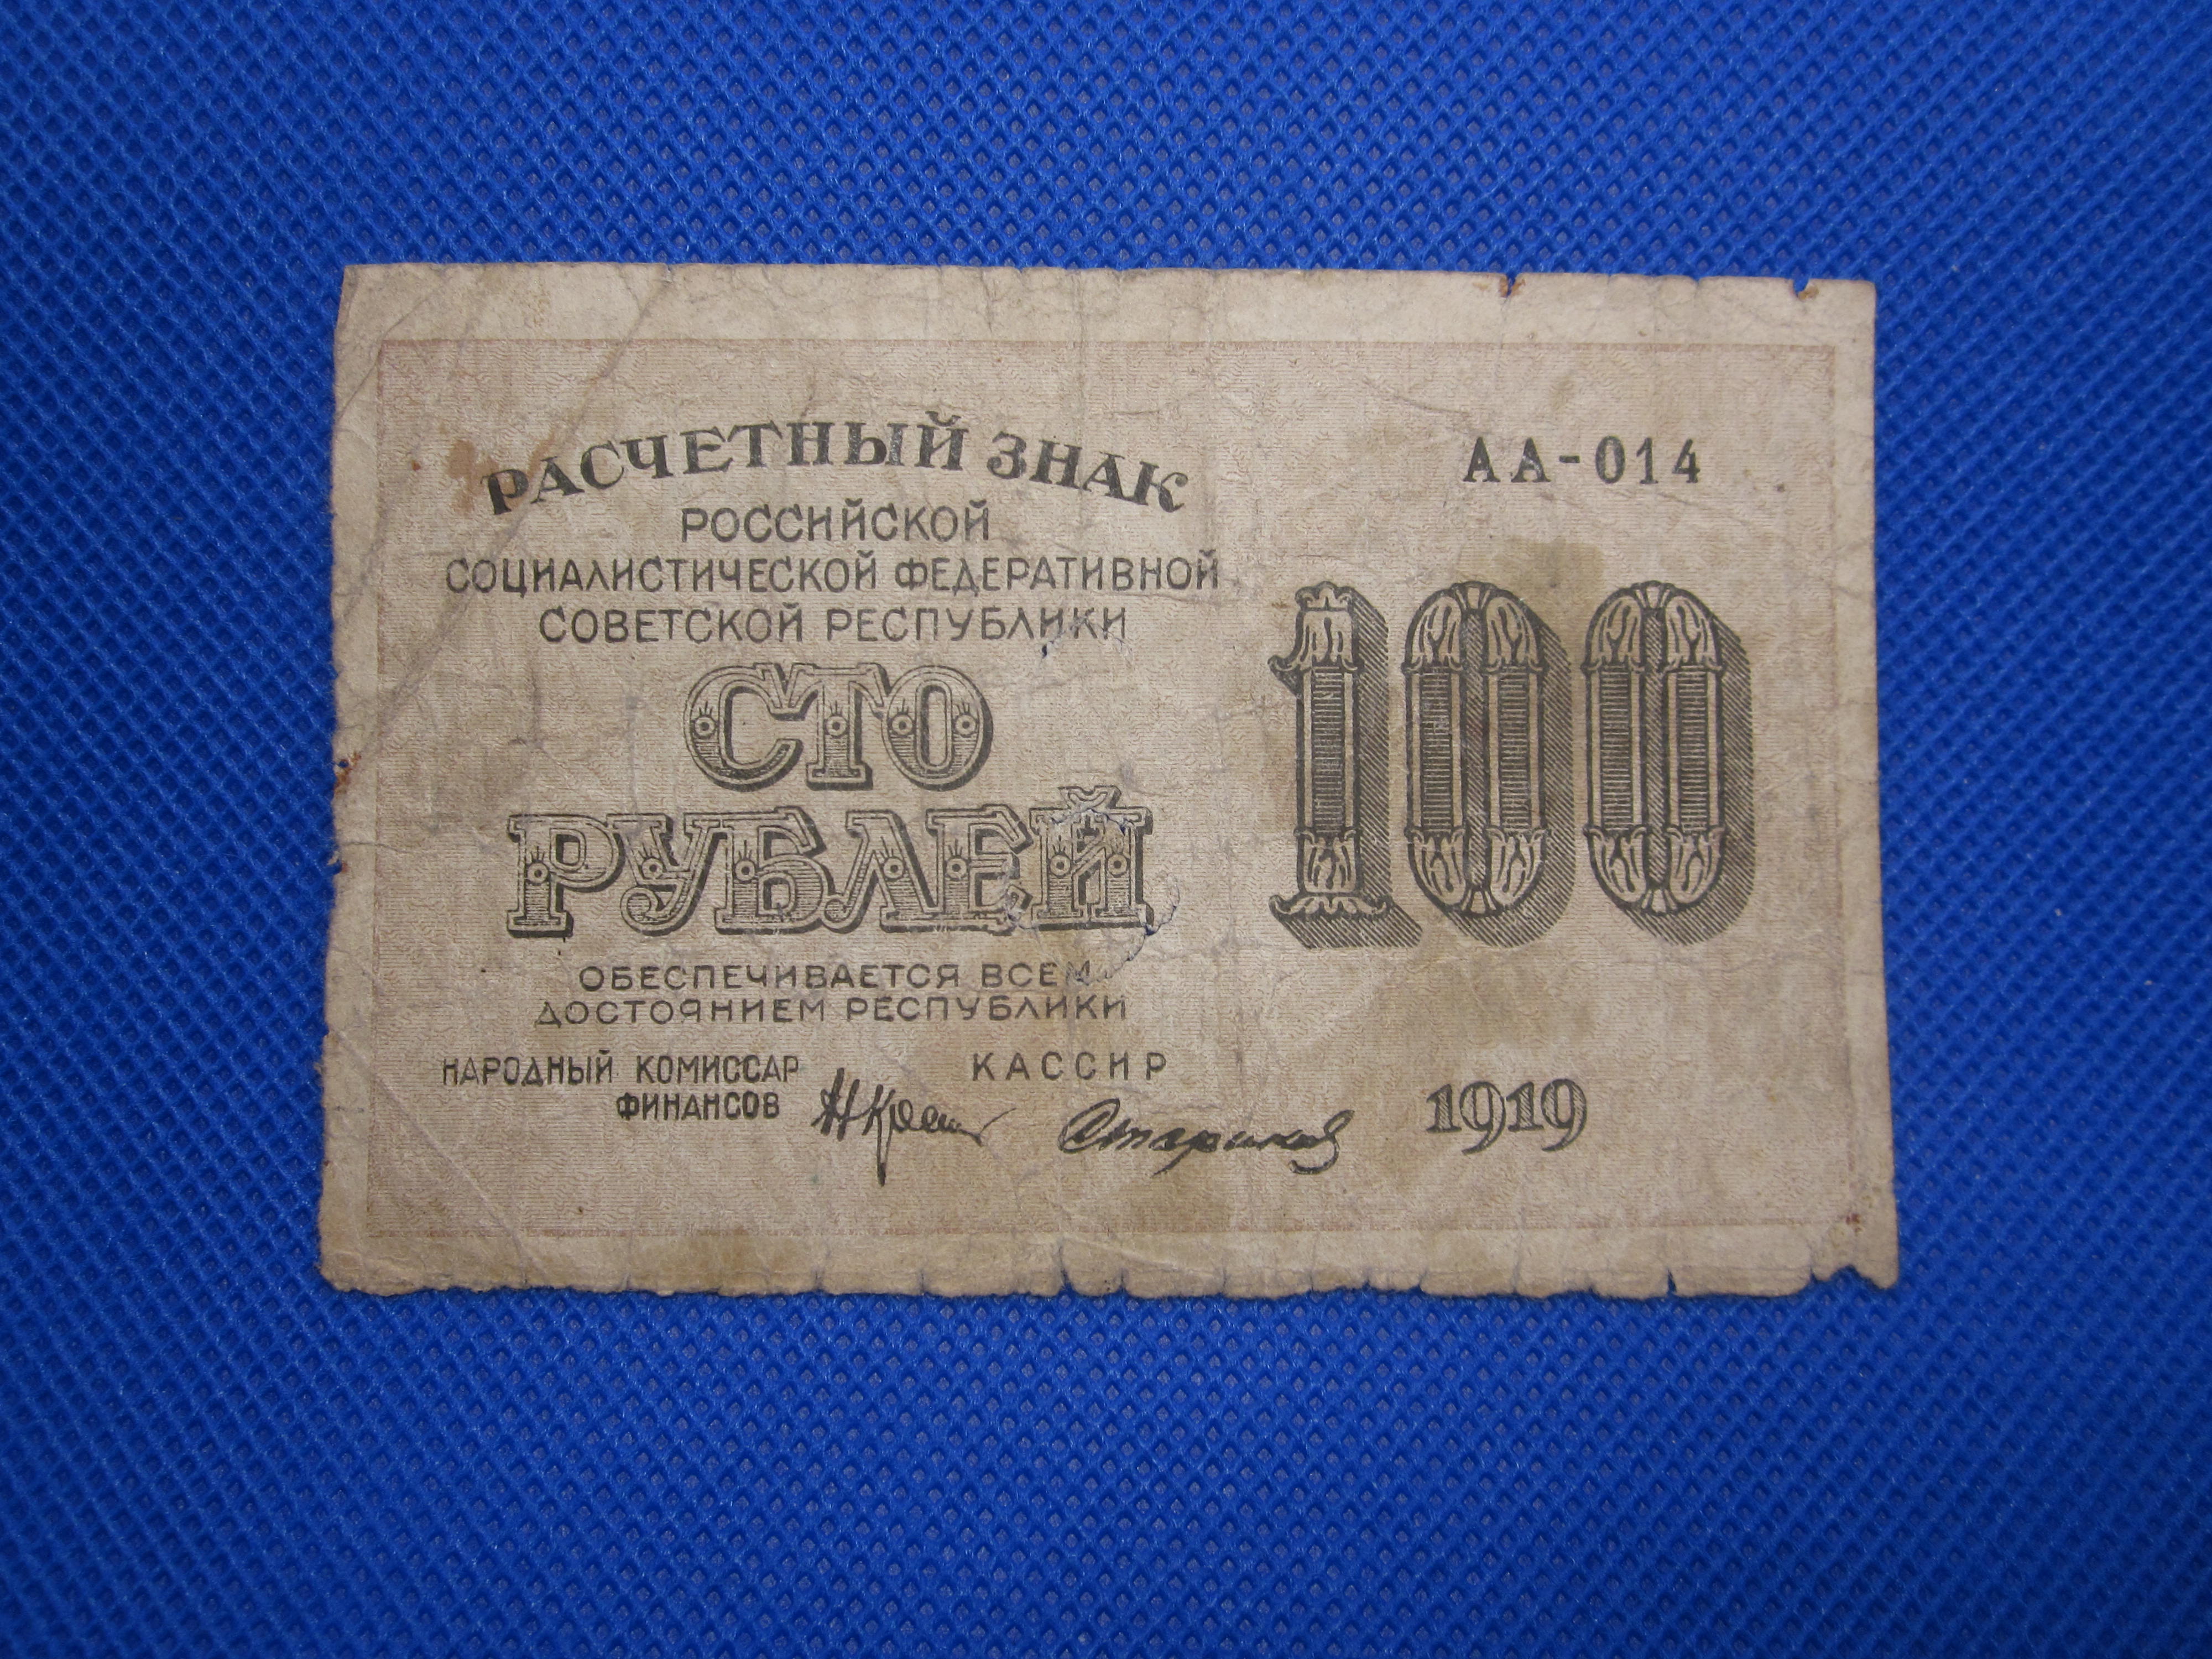 РАСЧЕТНЫЙ ЗНАК
РОССИЙСКОЙ
СОЦИАЛИСТИЧЕСКОЙ ФЕДЕРАТИВНОЙ
СОВЕТСКОЙ РЕСПУБЛИКИ
СТО
РУБЛЕЙ
ОБЕСПЕЧИВАЕТСЯ ВСЕМ
ДОСТОЯНИЕМ РЕСПУБЛИКИ
НАРОДНЫЙ КОМИССАР
ФИНАНСОВ
КАССИР
АА-014
100
1919